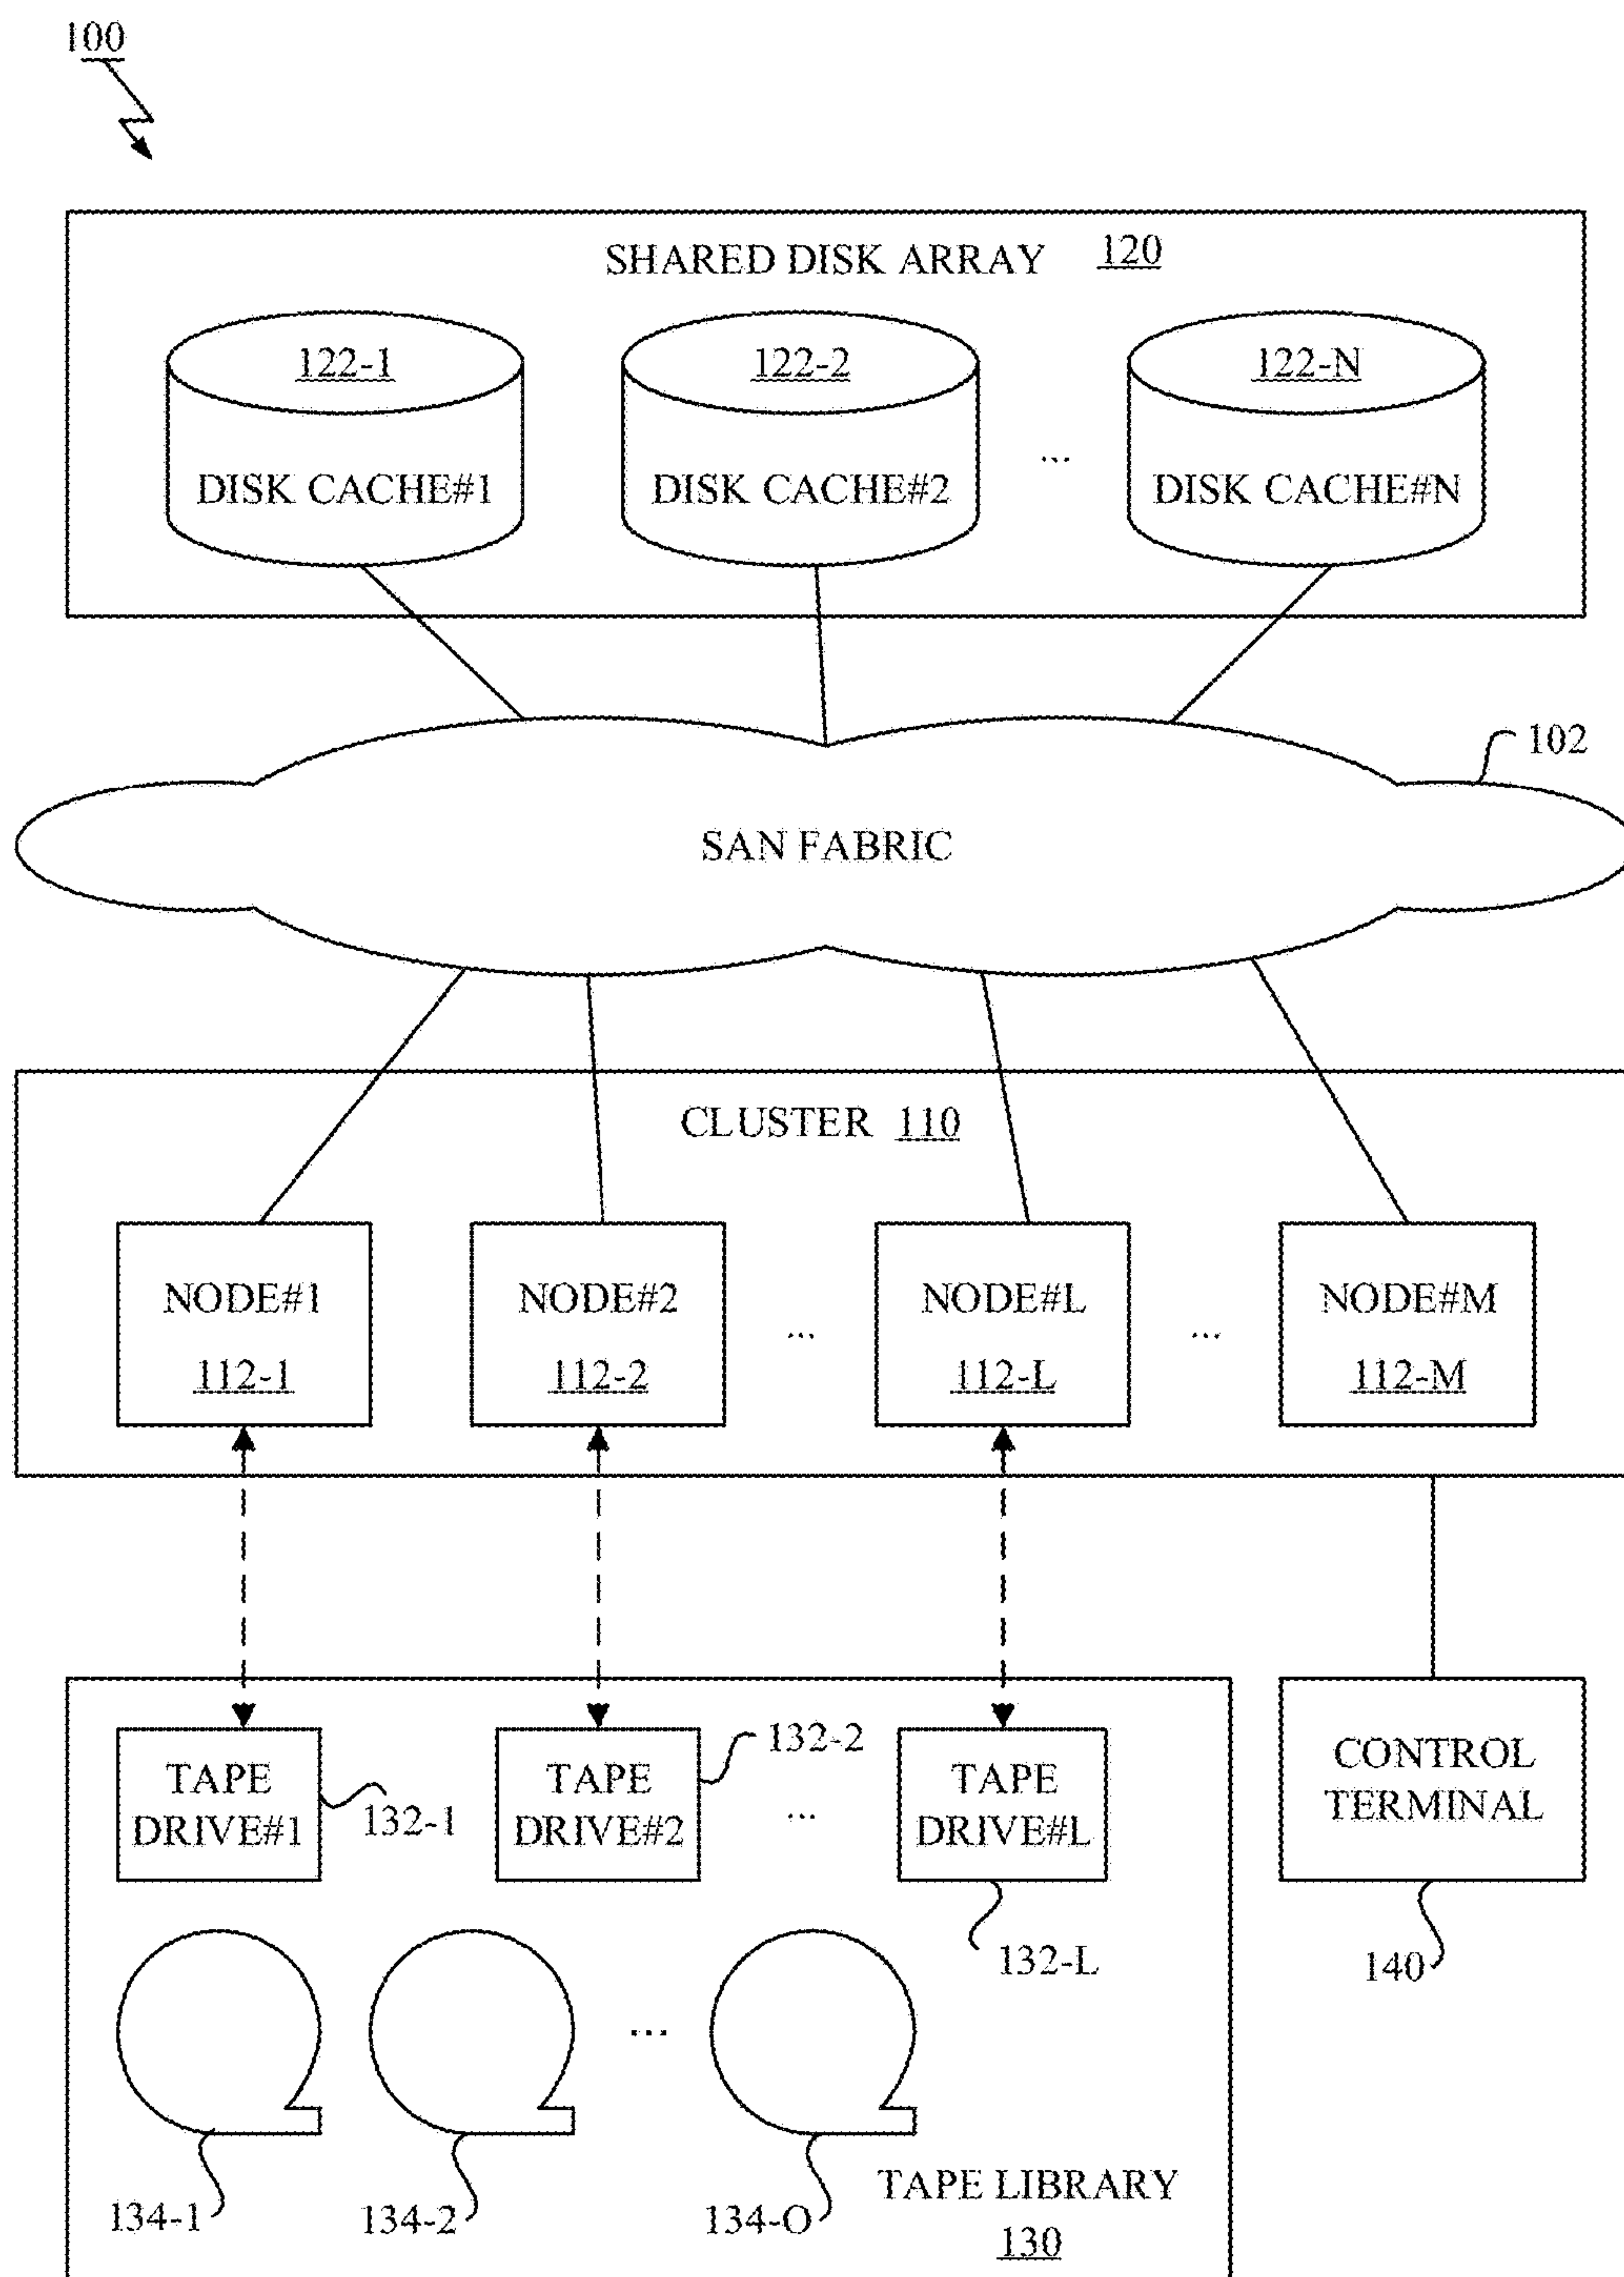 100
SHARED DISK ARRAY 120
122-1 122-2 122-N
DISK CACHE#1 DISK CACHE#2 ... DISK CACHE#N
102
SAN FABRIC
CLUSTER 110
NODE#1 NODE#2 ... NODE#L ... NODE#M
112-1 112-2 112-L 112-M
TAPE DRIVE#1
132-1
TAPE DRIVE#2
132-2
...
TAPE DRIVE#L
132-L
CONTROL
TERMINAL
140
...
134-1 134-2 134-O
TAPE LIBRARY
130